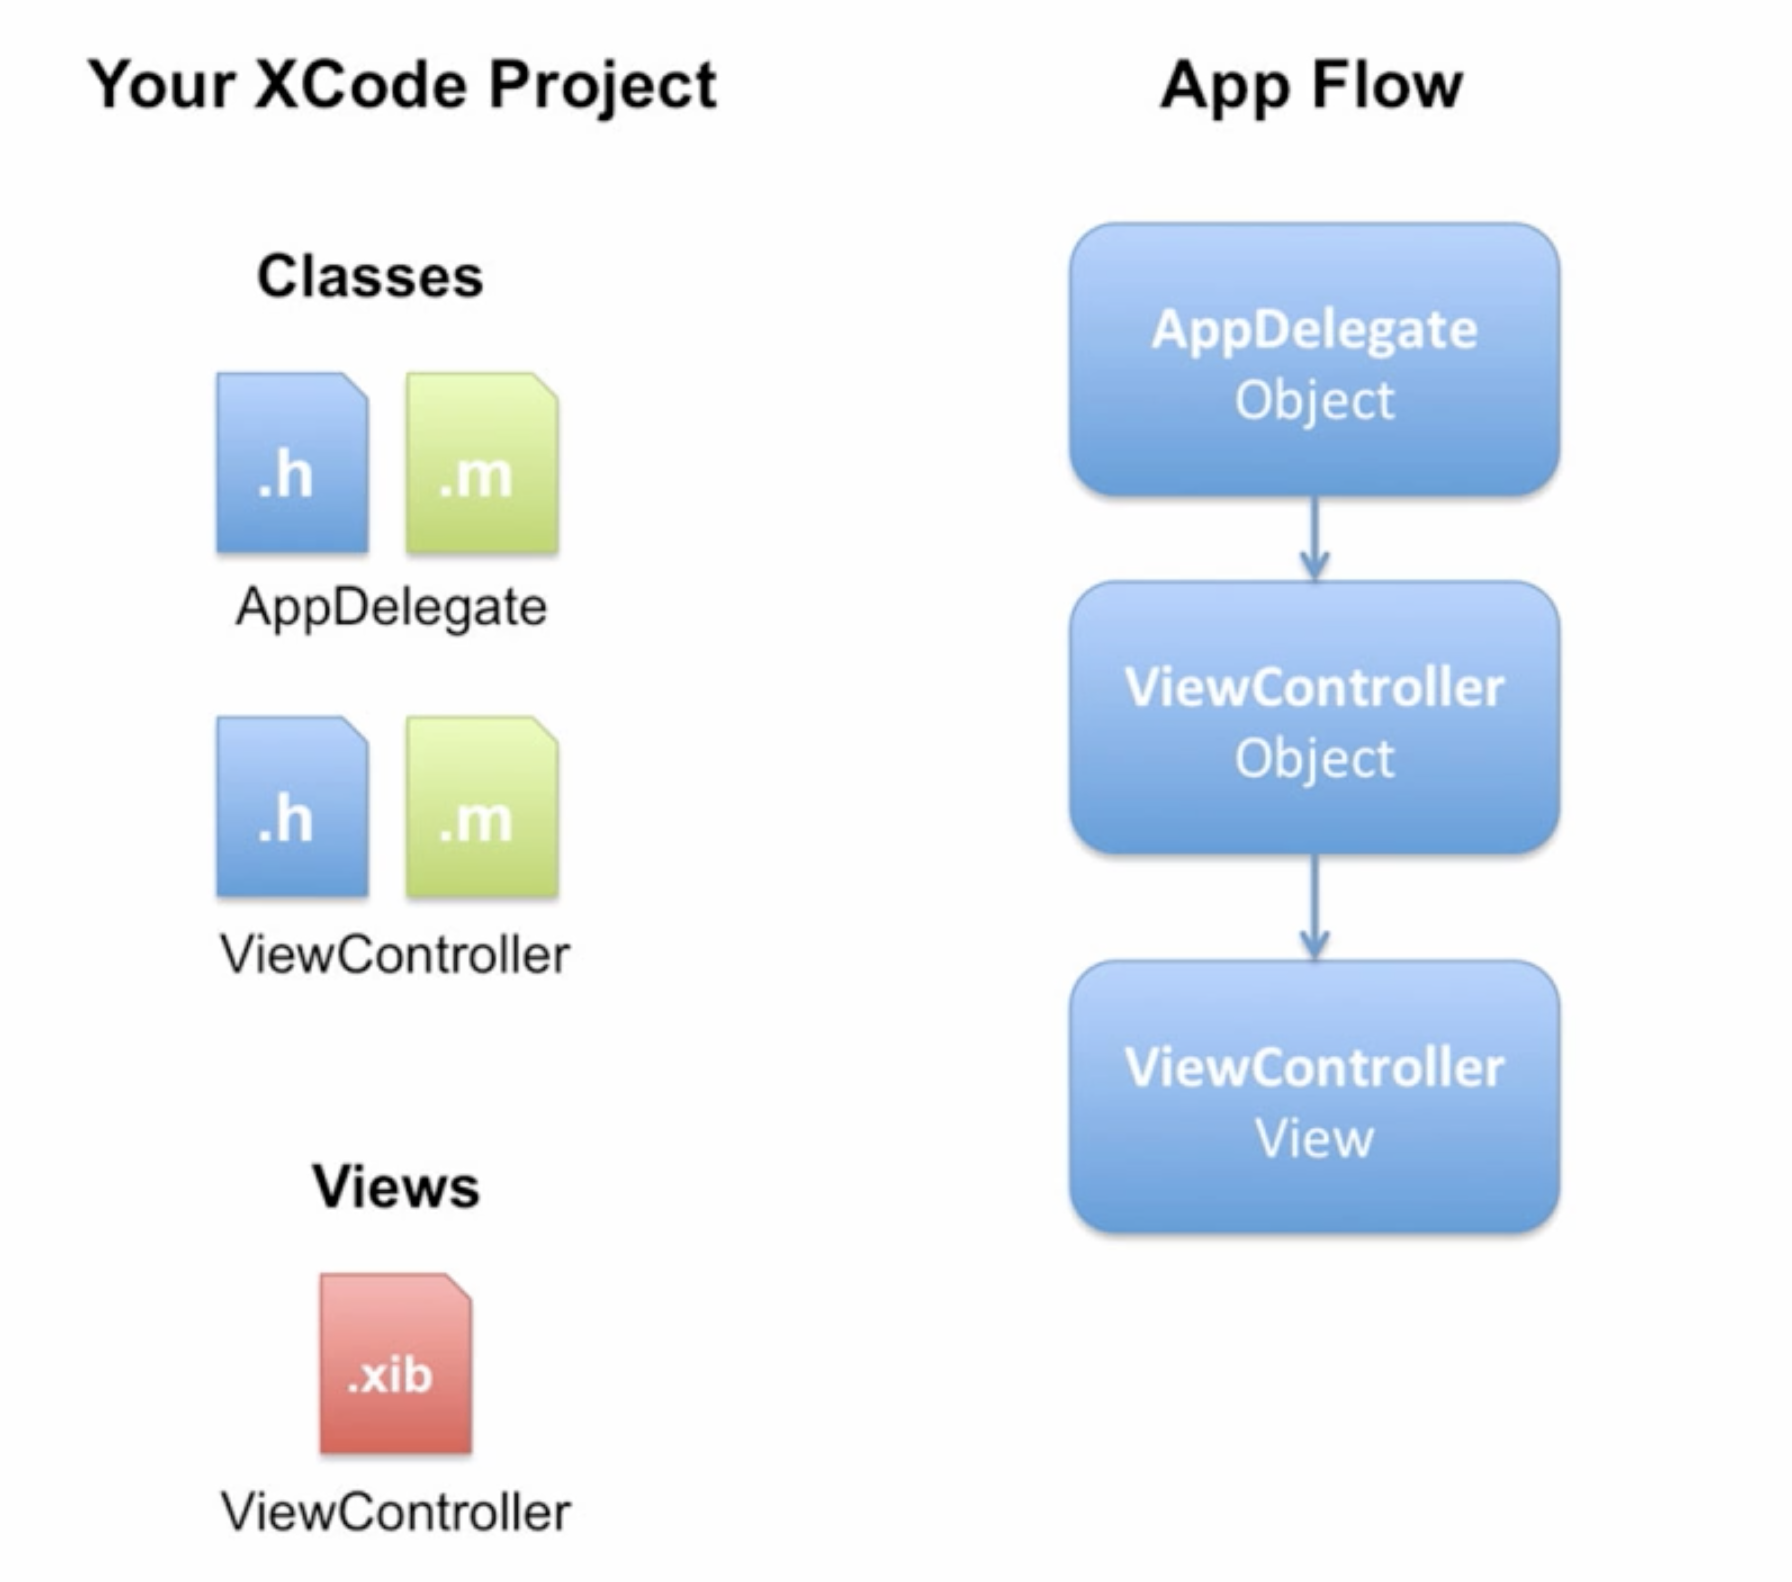 Your XCode Project
Classes
.h .m
AppDelegate
.h .m
ViewController
Views
.xib
ViewController
App Flow
AppDelegate
Object
ViewController
Object
ViewController
View